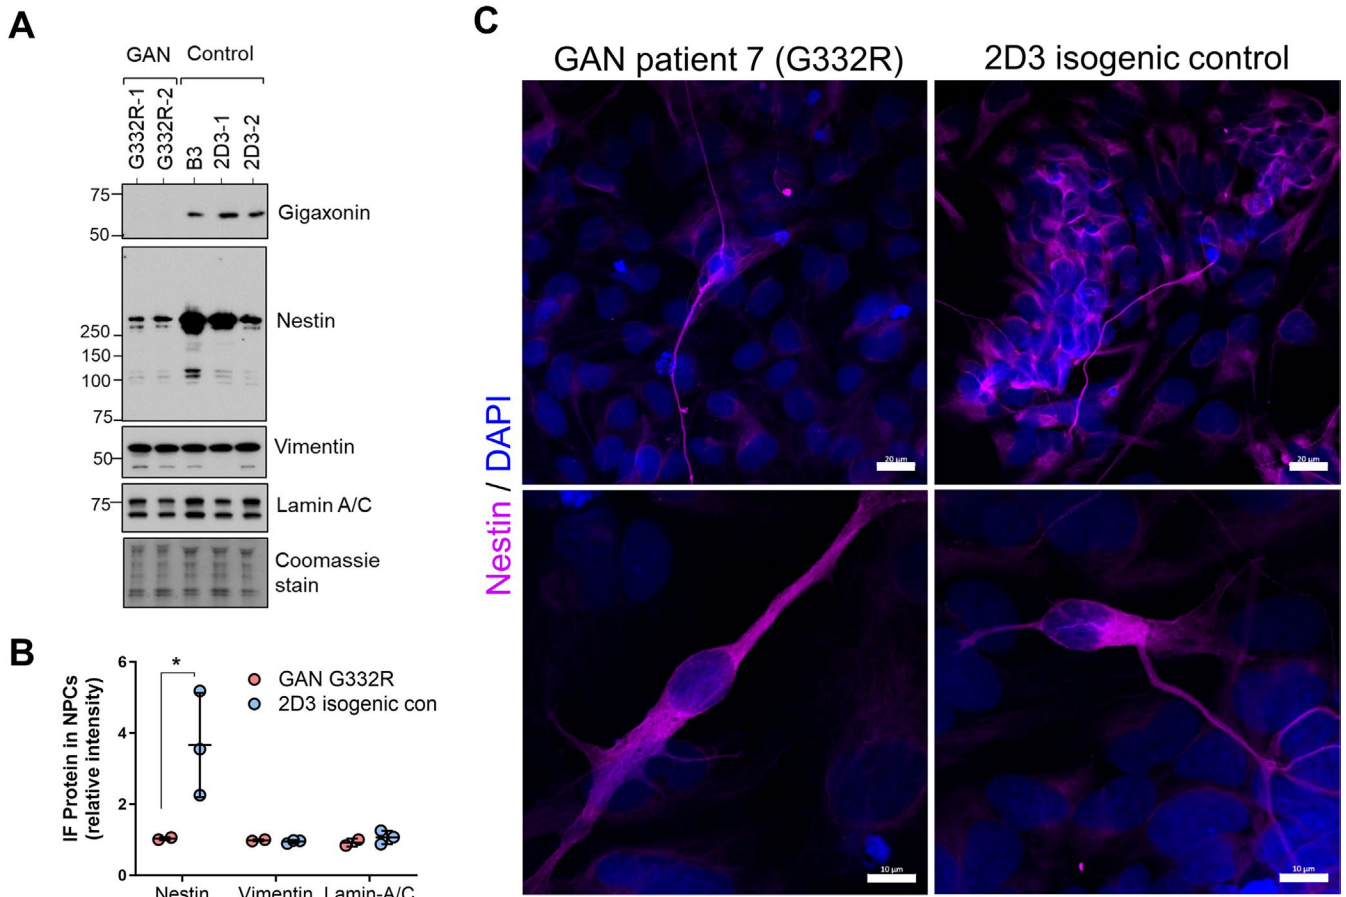 A
GAN Control
G332R-1
G332R-2
B3
2D3-1
2D3-2
75
50
Gigaxonin
250
150
100
75
Nestin
50
Vimentin
75
Lamin A/C
Coomassie
stain
B
IF Protein in NPCs
(relative intensity)
6
4
2
0
*
GAN G332R
2D3 isogenic con
Nestin Vimentin Lamin-A/C
C
GAN patient 7 (G332R) 2D3 isogenic control
Nestin / DAPI
20 µm
20 µm
10 µm
10 µm